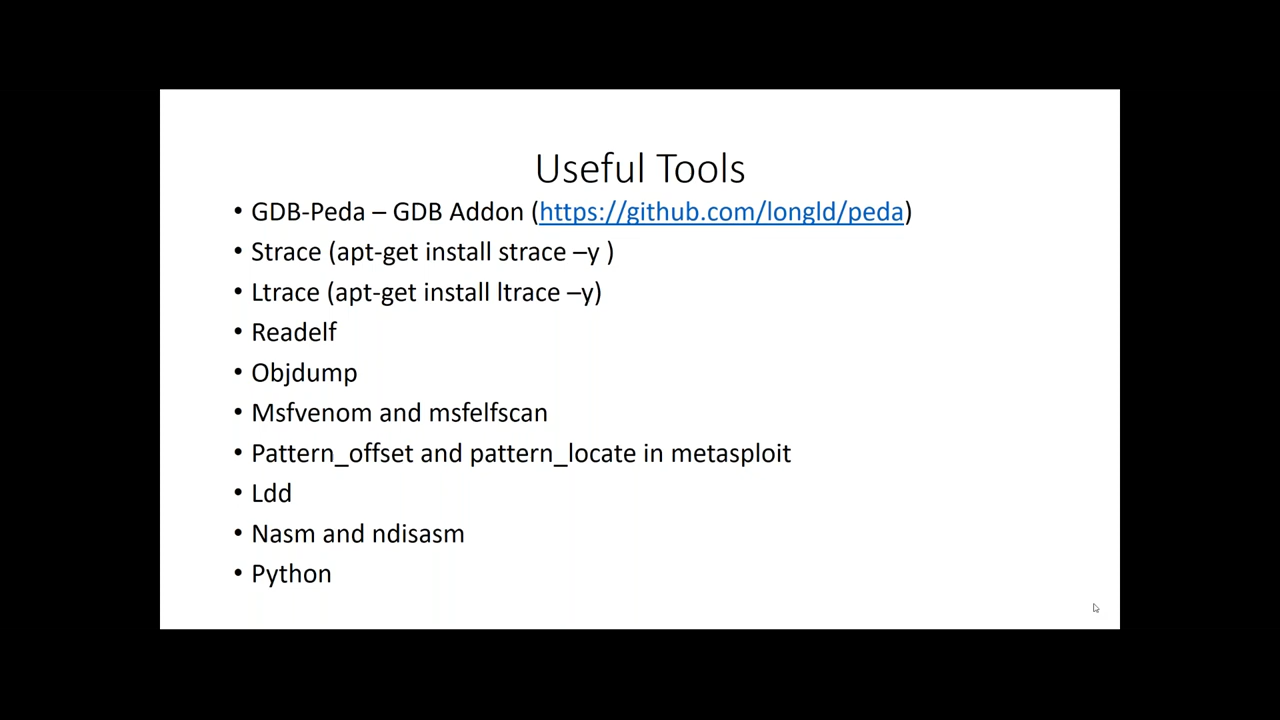 Useful Tools
• GDB-Peda – GDB Addon (https://github.com/longld/peda)
• Strace (apt-get install strace –y )
• Ltrace (apt-get install ltrace –y)
• Readelf
• Objdump
• Msfvenom and msfelfscan
• Pattern_offset and pattern_locate in metasploit
• Ldd
• Nasm and ndisasm
• Python